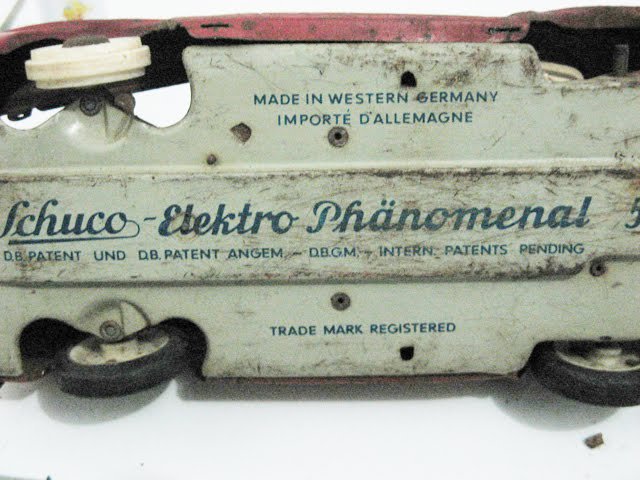 MADE IN WESTERN GERMANY
IMPORTÉ D'ALLEMAGNE
Schuco-Elektro Phänomenal 5
D.B. PATENT UND D.B. PATENT ANGEM. – D.B.G.M. – INTERN. PATENTS PENDING
TRADE MARK REGISTERED